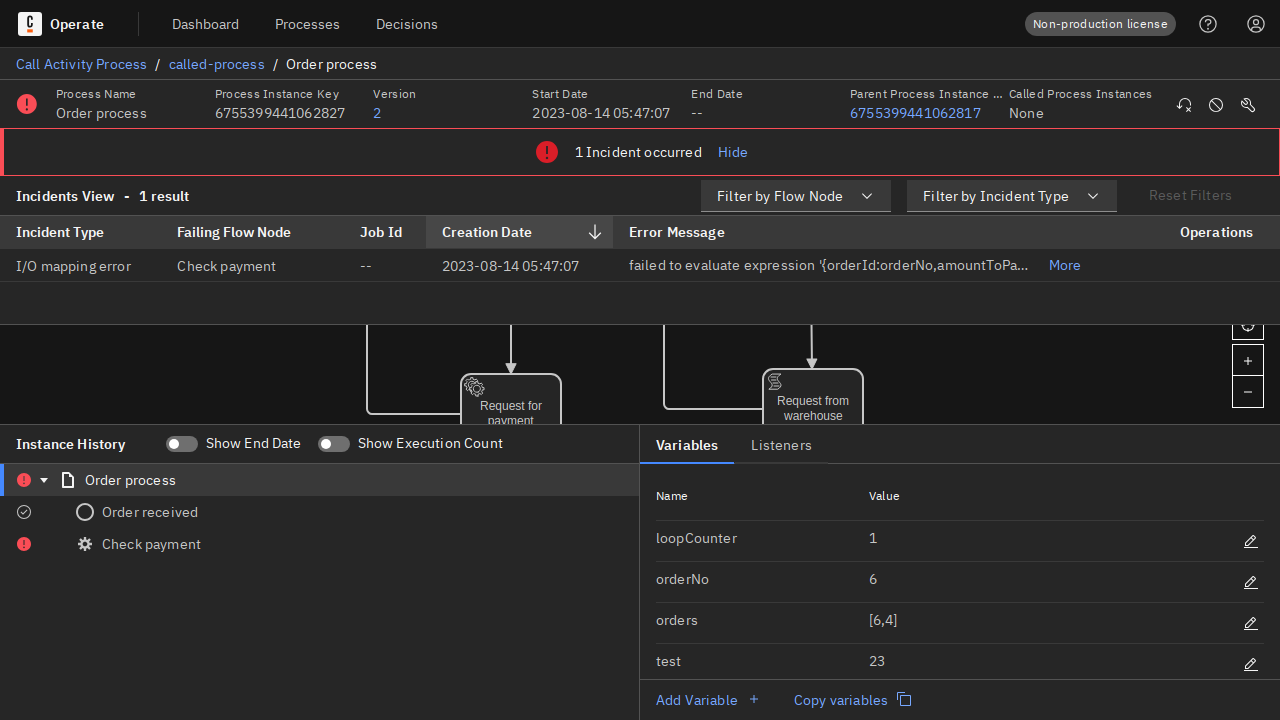 C Operate Dashboard Processes Decisions Non-production license
Call Activity Process / called-process / Order process
Process Name Process Instance Key Version Start Date End Date Parent Process Instance ... Called Process Instances
Order process 6755399441062827 2 2023-08-14 05:47:07 -- 6755399441062817 None
1 Incident occurred Hide
Incidents View - 1 result Filter by Flow Node Filter by Incident Type Reset Filters
Incident Type Failing Flow Node Job Id Creation Date Error Message Operations
I/O mapping error Check payment -- 2023-08-14 05:47:07 failed to evaluate expression '{orderId:orderNo,amountToPa... More
Request for
payment
Request from
warehouse
Instance History Show End Date Show Execution Count
Order process
Order received
Check payment
Variables Listeners
Name Value
loopCounter 1
orderNo 6
orders [6,4]
test 23
Add Variable + Copy variables